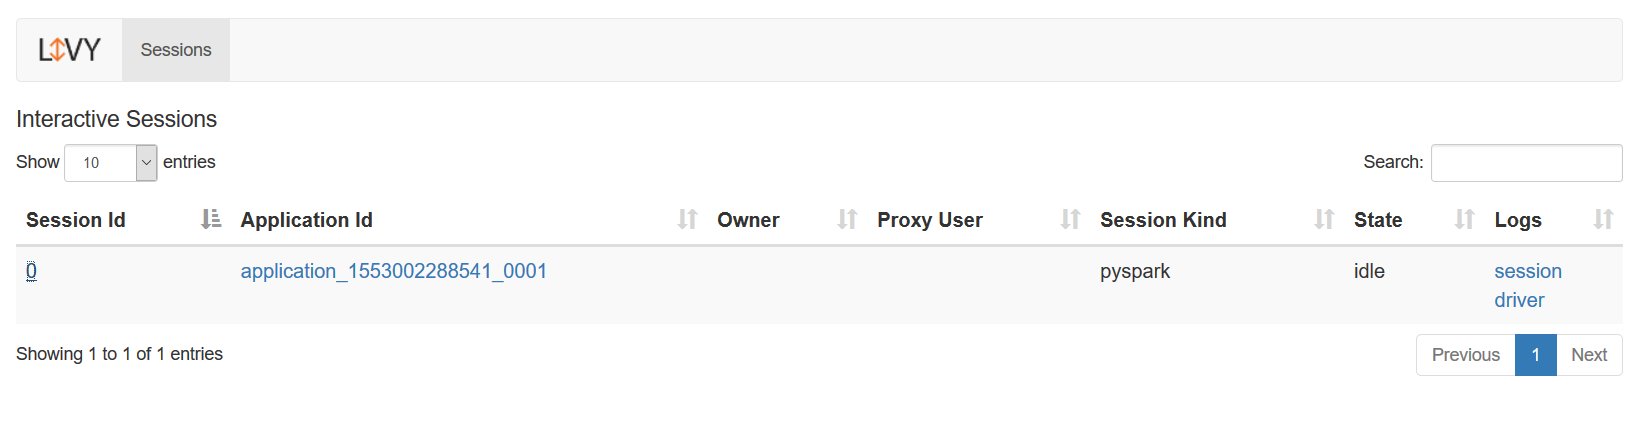 LIVY Sessions
Interactive Sessions
Show 10 entries Search:
Session Id Application Id Owner Proxy User Session Kind State Logs
0 application_1553002288541_0001 pyspark idle session
driver
Showing 1 to 1 of 1 entries Previous 1 Next